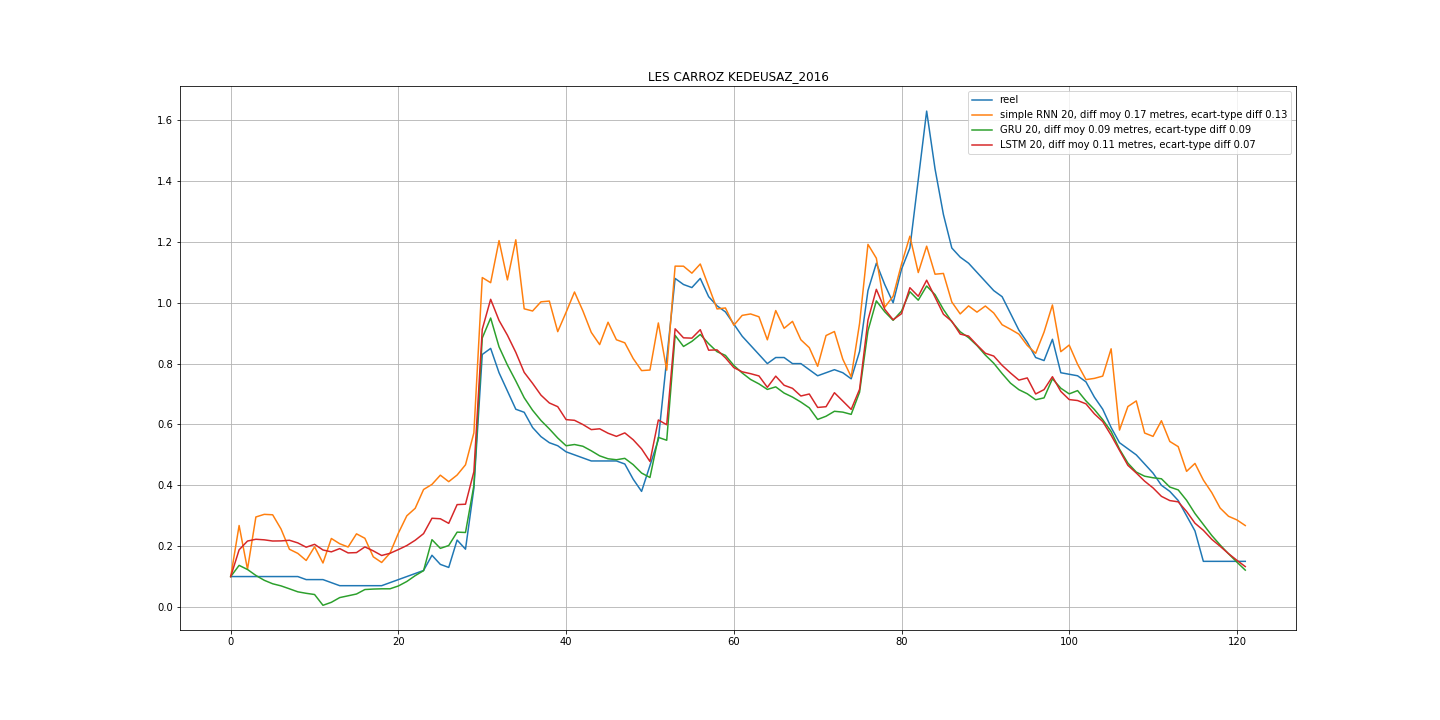 LES CARROZ KEDEUSAZ_2016
reel
simple RNN 20, diff moy 0.17 metres, ecart-type diff 0.13
GRU 20, diff moy 0.09 metres, ecart-type diff 0.09
LSTM 20, diff moy 0.11 metres, ecart-type diff 0.07
1.6
1.4
1.2
1.0
0.8
0.6
0.4
0.2
0.0
0 20 40 60 80 100 120